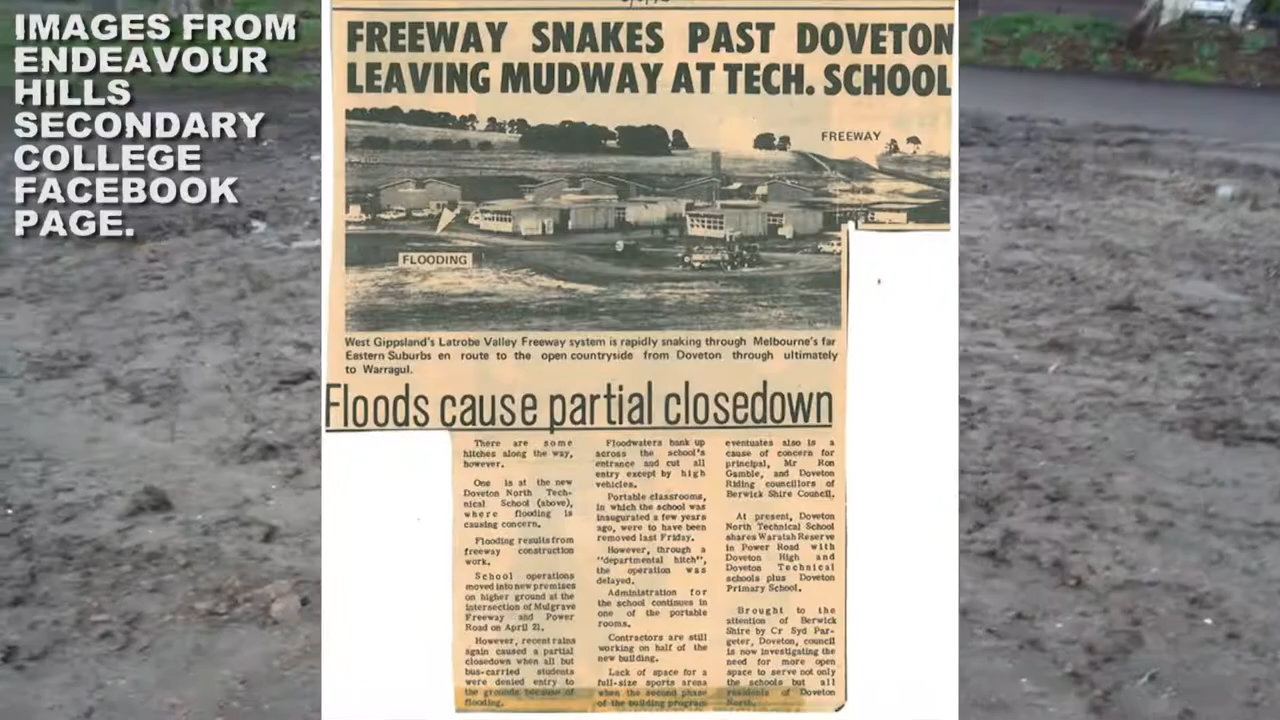 IMAGES FROM
ENDEAVOUR
HILLS
SECONDARY
COLLEGE
FACEBOOK
PAGE.
FREEWAY SNAKES PAST DOVETON
LEAVING MUDWAY AT TECH. SCHOOL
FREEWAY
FLOODING
West Gippsland's Latrobe Valley Freeway system is rapidly snaking through Melbourne's far
Eastern Suburbs en route to the open countryside from Doveton through ultimately
to Warragul.
Floods cause partial closedown
There are some
hitches along the way,
however.
One is at the new
Doveton North Tech-
nical School (above),
where flooding is
causing concern.
Flooding results from
freeway construction
work.
School operations
moved into new premises
on higher ground at the
intersection of Mulgrave
Freeway and Power
Road on April 21.
However, recent rains
again caused a partial
closedown when all but
bus-carried students
were denied entry to
the grounds because of
flooding.
Floodwaters bank up
across the school's
entrance and cut all
entry except by high
vehicles.
Portable classrooms,
in which the school was
inaugurated a few years
ago, were to have been
removed last Friday.
However, through a
"departmental hitch",
the operation was
delayed.
Administration for
the school continues in
one of the portable
rooms.
Contractors are still
working on half of the
new building.
Lack of space for a
full-size sports arena
when the second phase
of the building program
eventuates also is a
cause of concern for
principal, Mr Ron
Gamble, and Doveton
Riding councillors of
Berwick Shire Council.
At present, Doveton
North Technical School
shares Waratah Reserve
in Power Road with
Doveton High and
Doveton Technical
schools plus Doveton
Primary School.
Brought to the
attention of Berwick
Shire by Cr Syd Par-
geter, Doveton, council
is now investigating the
need for more open
space to serve not only
the schools but all
residents of Doveton
North.